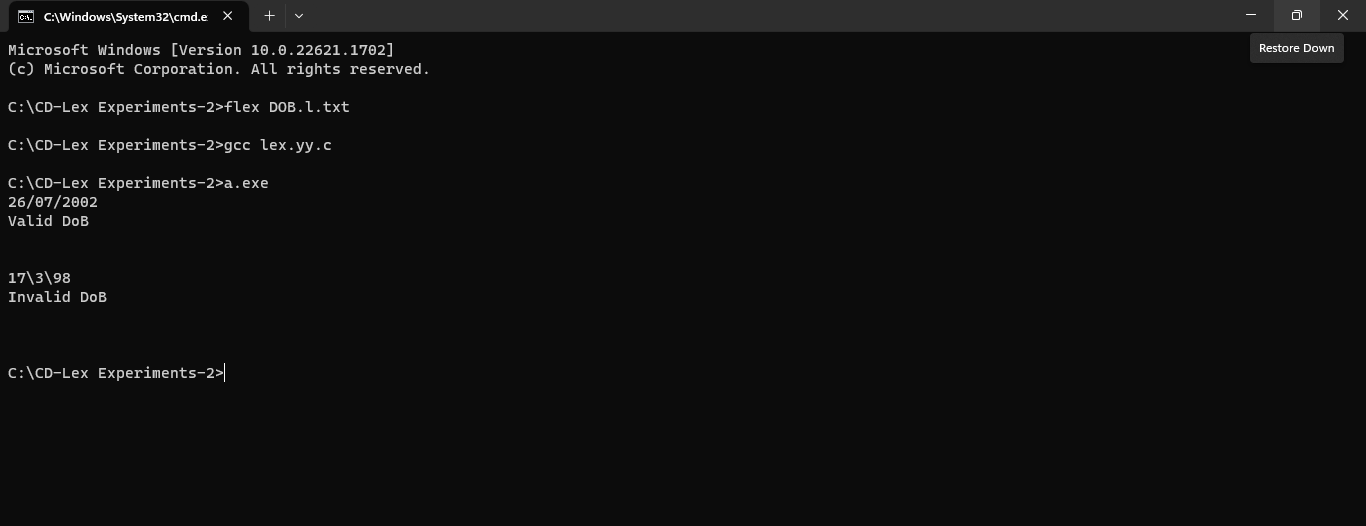 C:\Windows\System32\cmd.e
Restore Down
Microsoft Windows [Version 10.0.22621.1702]
(c) Microsoft Corporation. All rights reserved.
C:\CD-Lex Experiments-2>flex DOB.l.txt
C:\CD-Lex Experiments-2>gcc lex.yy.c
C:\CD-Lex Experiments-2>a.exe
26/07/2002
Valid DoB
17\3\98
Invalid DoB
C:\CD-Lex Experiments-2>